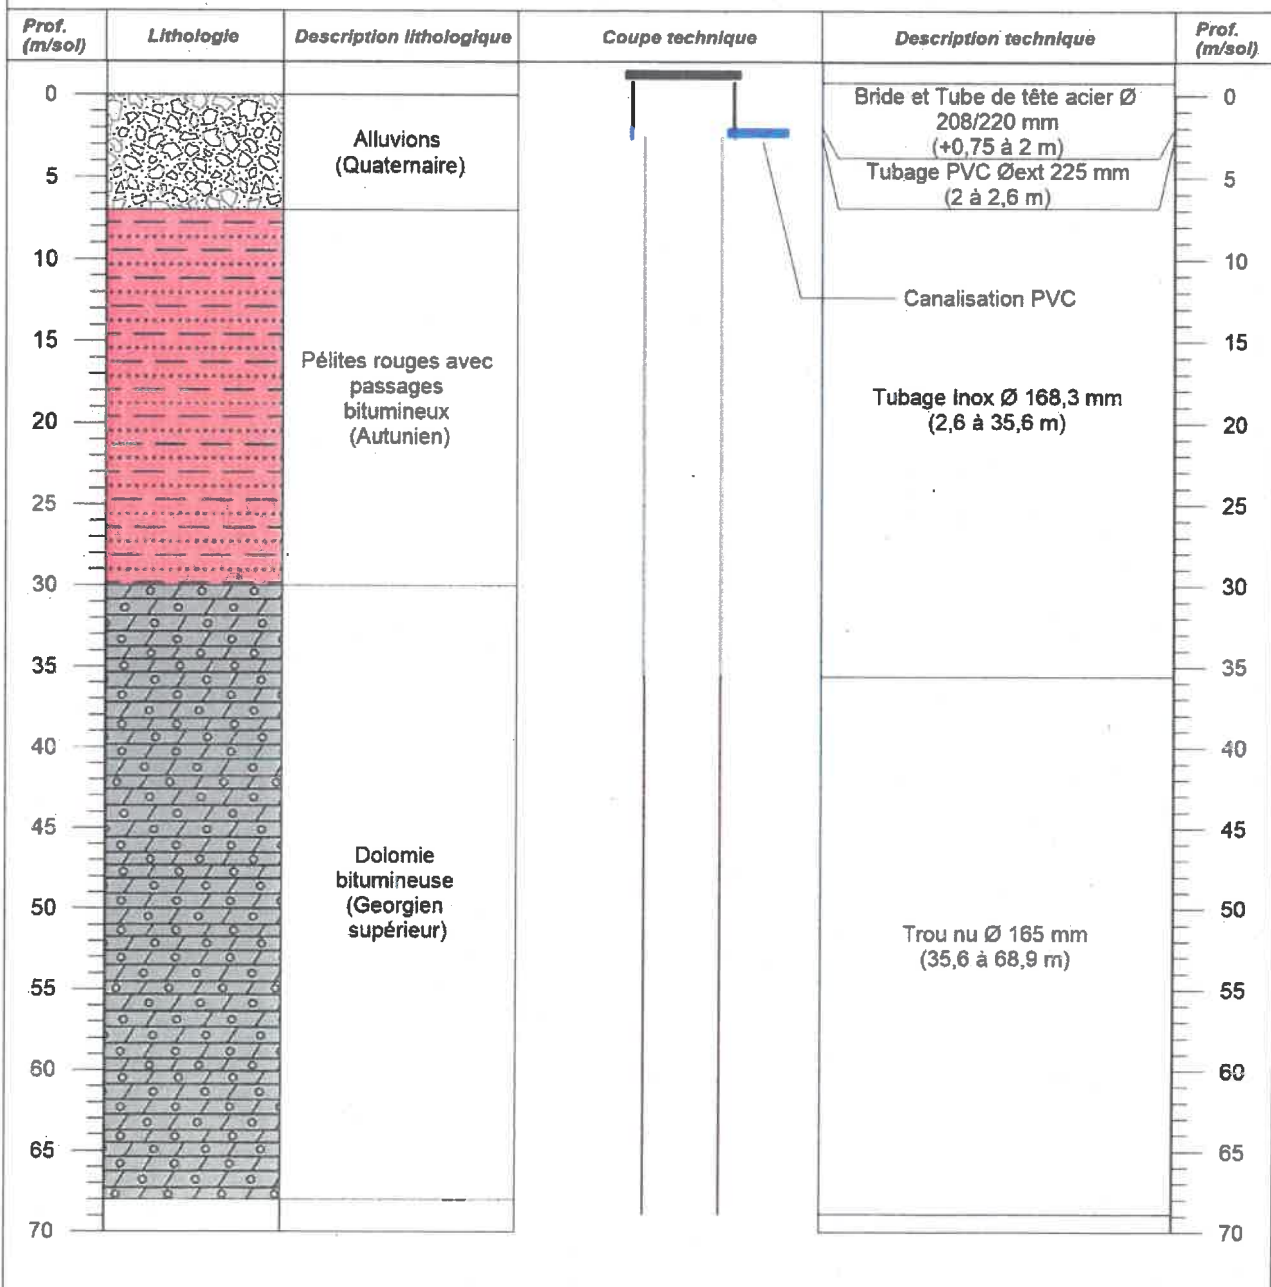 Prof.
(m/sol)
Lithologie
Description lithologique
Coupe technique
Description technique
Prof.
(m/sol)
0
5
10
15
20
25
30
35
40
45
50
55
60
65
70
Alluvions
(Quaternaire)
Pélites rouges avec
passages
bitumineux
(Autunien)
Dolomie
bitumineuse
(Georgien
supérieur)
Bride et Tube de tête acier Ø
208/220 mm
(+0,75 à 2 m)
Tubage PVC Øext 225 mm
(2 à 2,6 m)
Canalisation PVC
Tubage Inox Ø 168,3 mm
(2,6 à 35,6 m)
Trou nu Ø 165 mm
(35,6 à 68,9 m)
0
5
10
15
20
25
30
35
40
45
50
55
60
65
70